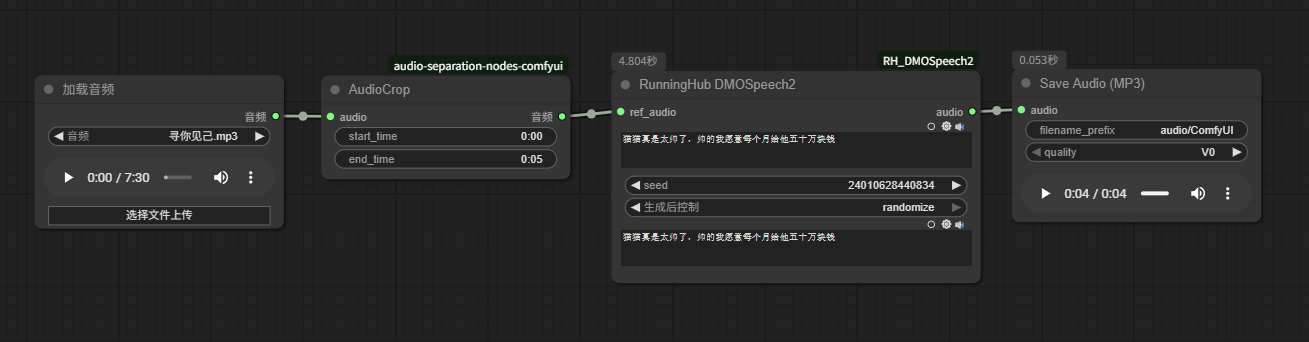 加载音频
音频
音频
寻你见己.mp3
0:00 / 7:30
选择文件上传
audio-separation-nodes-comfyui
AudioCrop
audio
音频
start_time
0:00
end_time
0:05
4.804秒
RH_DMOSpeech2
RunningHub DMOSpeech2
ref_audio
audio
猫猫真是太帅了，帅的我愿意每个月给他五十万块钱
seed
24010628440834
生成后控制
randomize
猫猫真是太帅了，帅的我愿意每个月给他五十万块钱
0.053秒
Save Audio (MP3)
audio
filename_prefix
audio/ComfyUI
quality
V0
0:04 / 0:04